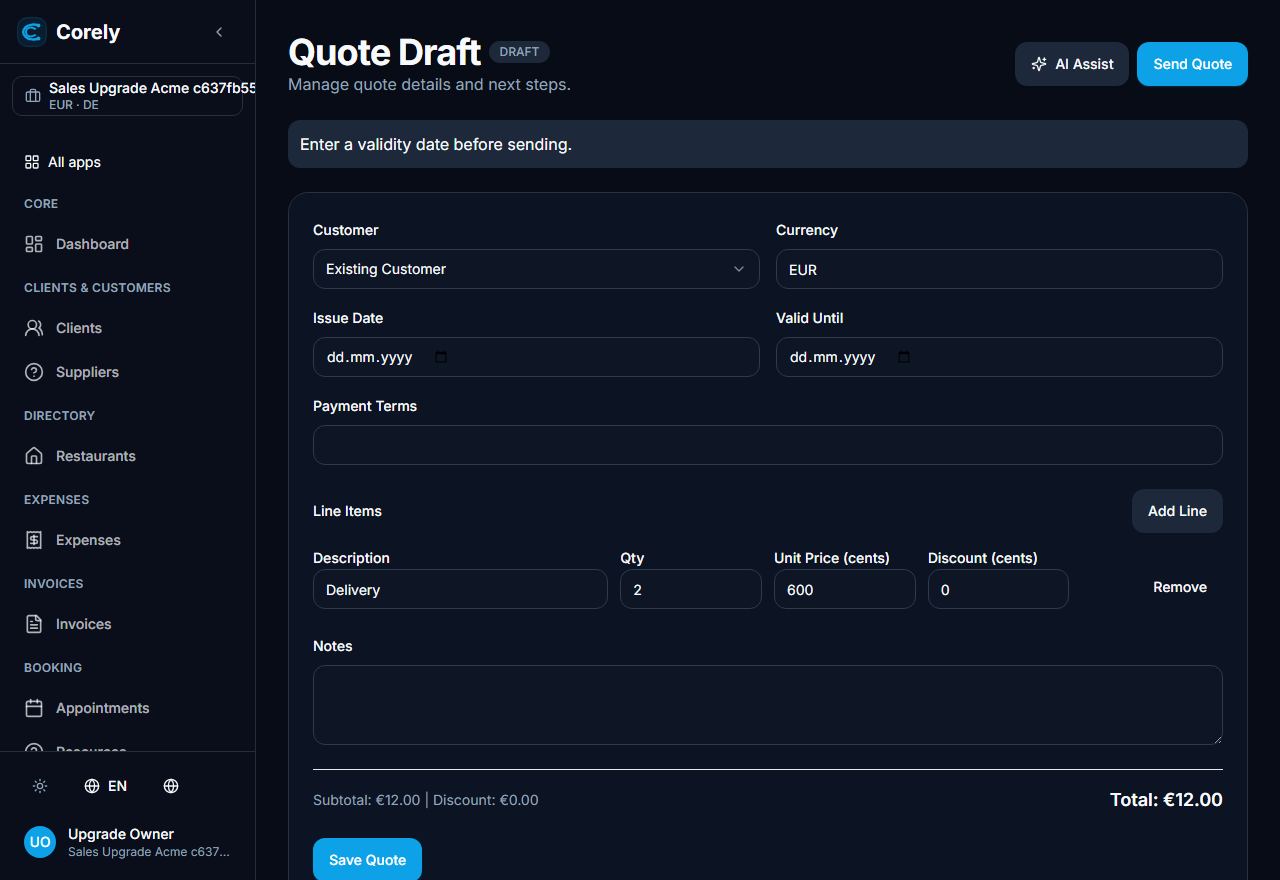 Corely
Sales Upgrade Acme c637fb55
EUR · DE
All apps
CORE
Dashboard
CLIENTS & CUSTOMERS
Clients
Suppliers
DIRECTORY
Restaurants
EXPENSES
Expenses
INVOICES
Invoices
BOOKING
Appointments
Resources
EN
UO
Upgrade Owner
Sales Upgrade Acme c637...
Quote Draft DRAFT
Manage quote details and next steps.
AI Assist
Send Quote
Enter a validity date before sending.
Customer Currency
Existing Customer EUR
Issue Date Valid Until
dd.mm.yyyy dd.mm.yyyy
Payment Terms
Line Items Add Line
Description Qty Unit Price (cents) Discount (cents)
Delivery 2 600 0 Remove
Notes
Subtotal: €12.00 | Discount: €0.00 Total: €12.00
Save Quote